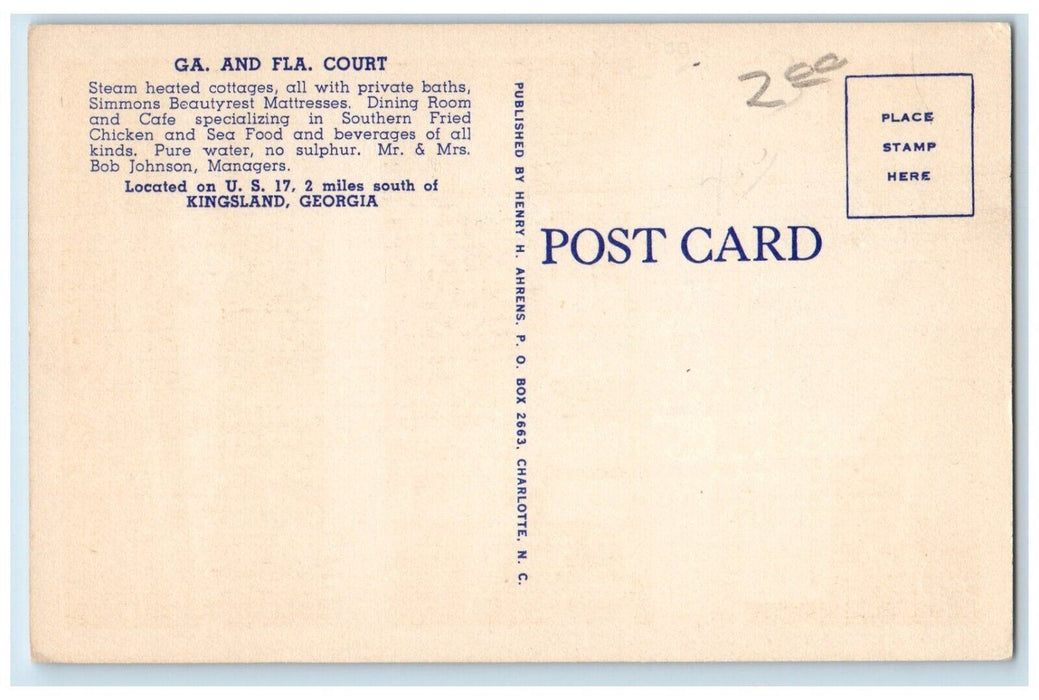 GA. AND FLA. COURT
Steam heated cottages, all with private baths,
Simmons Beautyrest Mattresses. Dining Room
and Cafe specializing in Southern Fried
Chicken and Sea Food and beverages of all
kinds. Pure water, no sulphur. Mr. & Mrs.
Bob Johnson, Managers.
Located on U. S. 17, 2 miles south of
KINGSLAND, GEORGIA
PUBLISHED BY HENRY H. AHRENS, P. O. BOX 2663, CHARLOTTE, N. C.
2 00
PLACE
STAMP
HERE
POST CARD